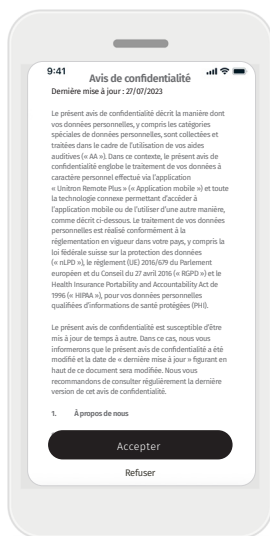 9:41
Avis de confidentialité
Dernière mise à jour : 27/07/2023
Le présent avis de confidentialité décrit la manière dont
vos données personnelles, y compris les catégories
spéciales de données personnelles, sont collectées et
traitées dans le cadre de l'utilisation de vos aides
auditives (« AA »). Dans ce contexte, le présent avis de
confidentialité englobe le traitement de vos données à
caractère personnel effectué via l'application
« Unitron Remote Plus » (« Application mobile ») et toute
la technologie connexe permettant d'accéder à
l'application mobile ou de l'utiliser d'une autre manière,
comme décrit ci-dessous. Le traitement de vos données
personnelles est réalisé conformément à la
réglementation en vigueur dans votre pays, y compris la
loi fédérale suisse sur la protection des données
(« nLPD »), le règlement (UE) 2016/679 du Parlement
européen et du Conseil du 27 avril 2016 (« RGPD ») et le
Health Insurance Portability and Accountability Act de
1996 (« HIPAA »), pour vos données personnelles
qualifiées d'informations de santé protégées (PHI).
Le présent avis de confidentialité est susceptible d'être
mis à jour de temps à autre. Dans ce cas, nous vous
informerons que le présent avis de confidentialité a été
modifié et la date de « dernière mise à jour » figurant en
haut de ce document sera modifiée. Nous vous
recommandons de consulter régulièrement la dernière
version de cet avis de confidentialité.
1. À propos de nous
Accepter
Refuser